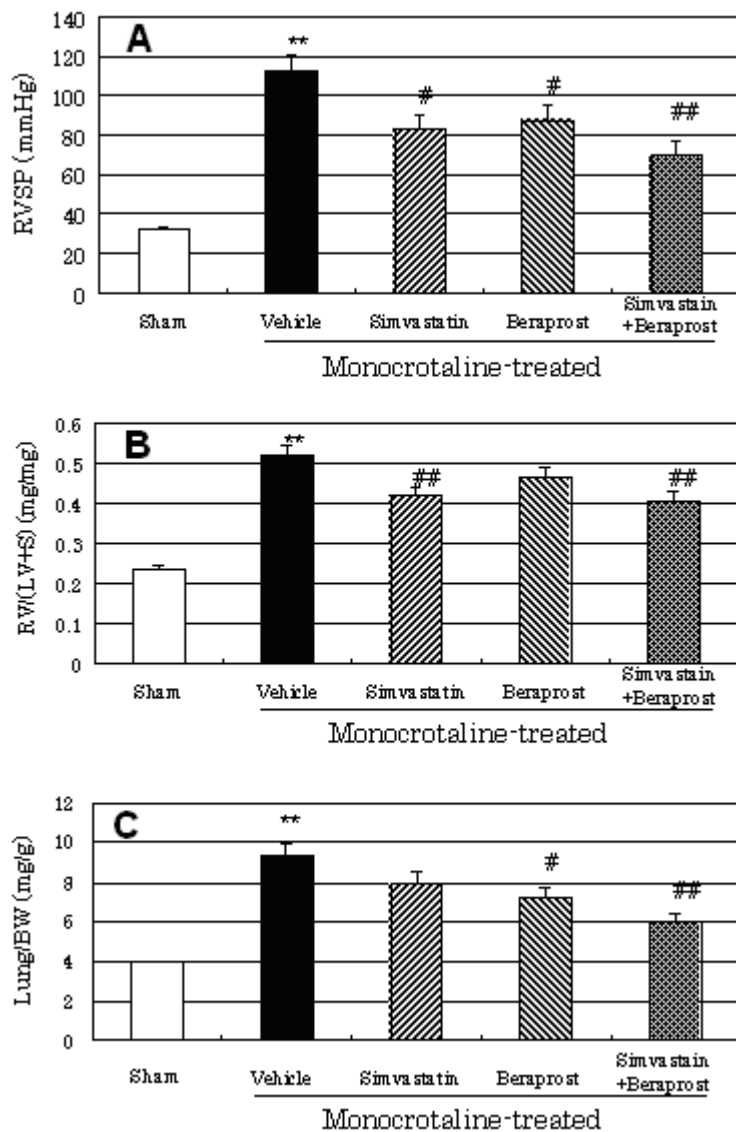 A
RVSP (mmHg)
140
120
100
80
60
40
20
0
**
#
#
##
Sham
Vehicle
Simvastatin
Beraprost
Simvastain
+Beraprost
Monocrotaline-treated
B
RV/(LV+S) (mg/mg)
0.6
0.5
0.4
0.3
0.2
0.1
0
**
##
##
Sham
Vehicle
Simvastatin
Beraprost
Simvastain
+Beraprost
Monocrotaline-treated
C
Lung/BW (mg/g)
12
10
8
6
4
2
0
**
#
##
Sham
Vehicle
Simvastatin
Beraprost
Simvastain
+Beraprost
Monocrotaline-treated